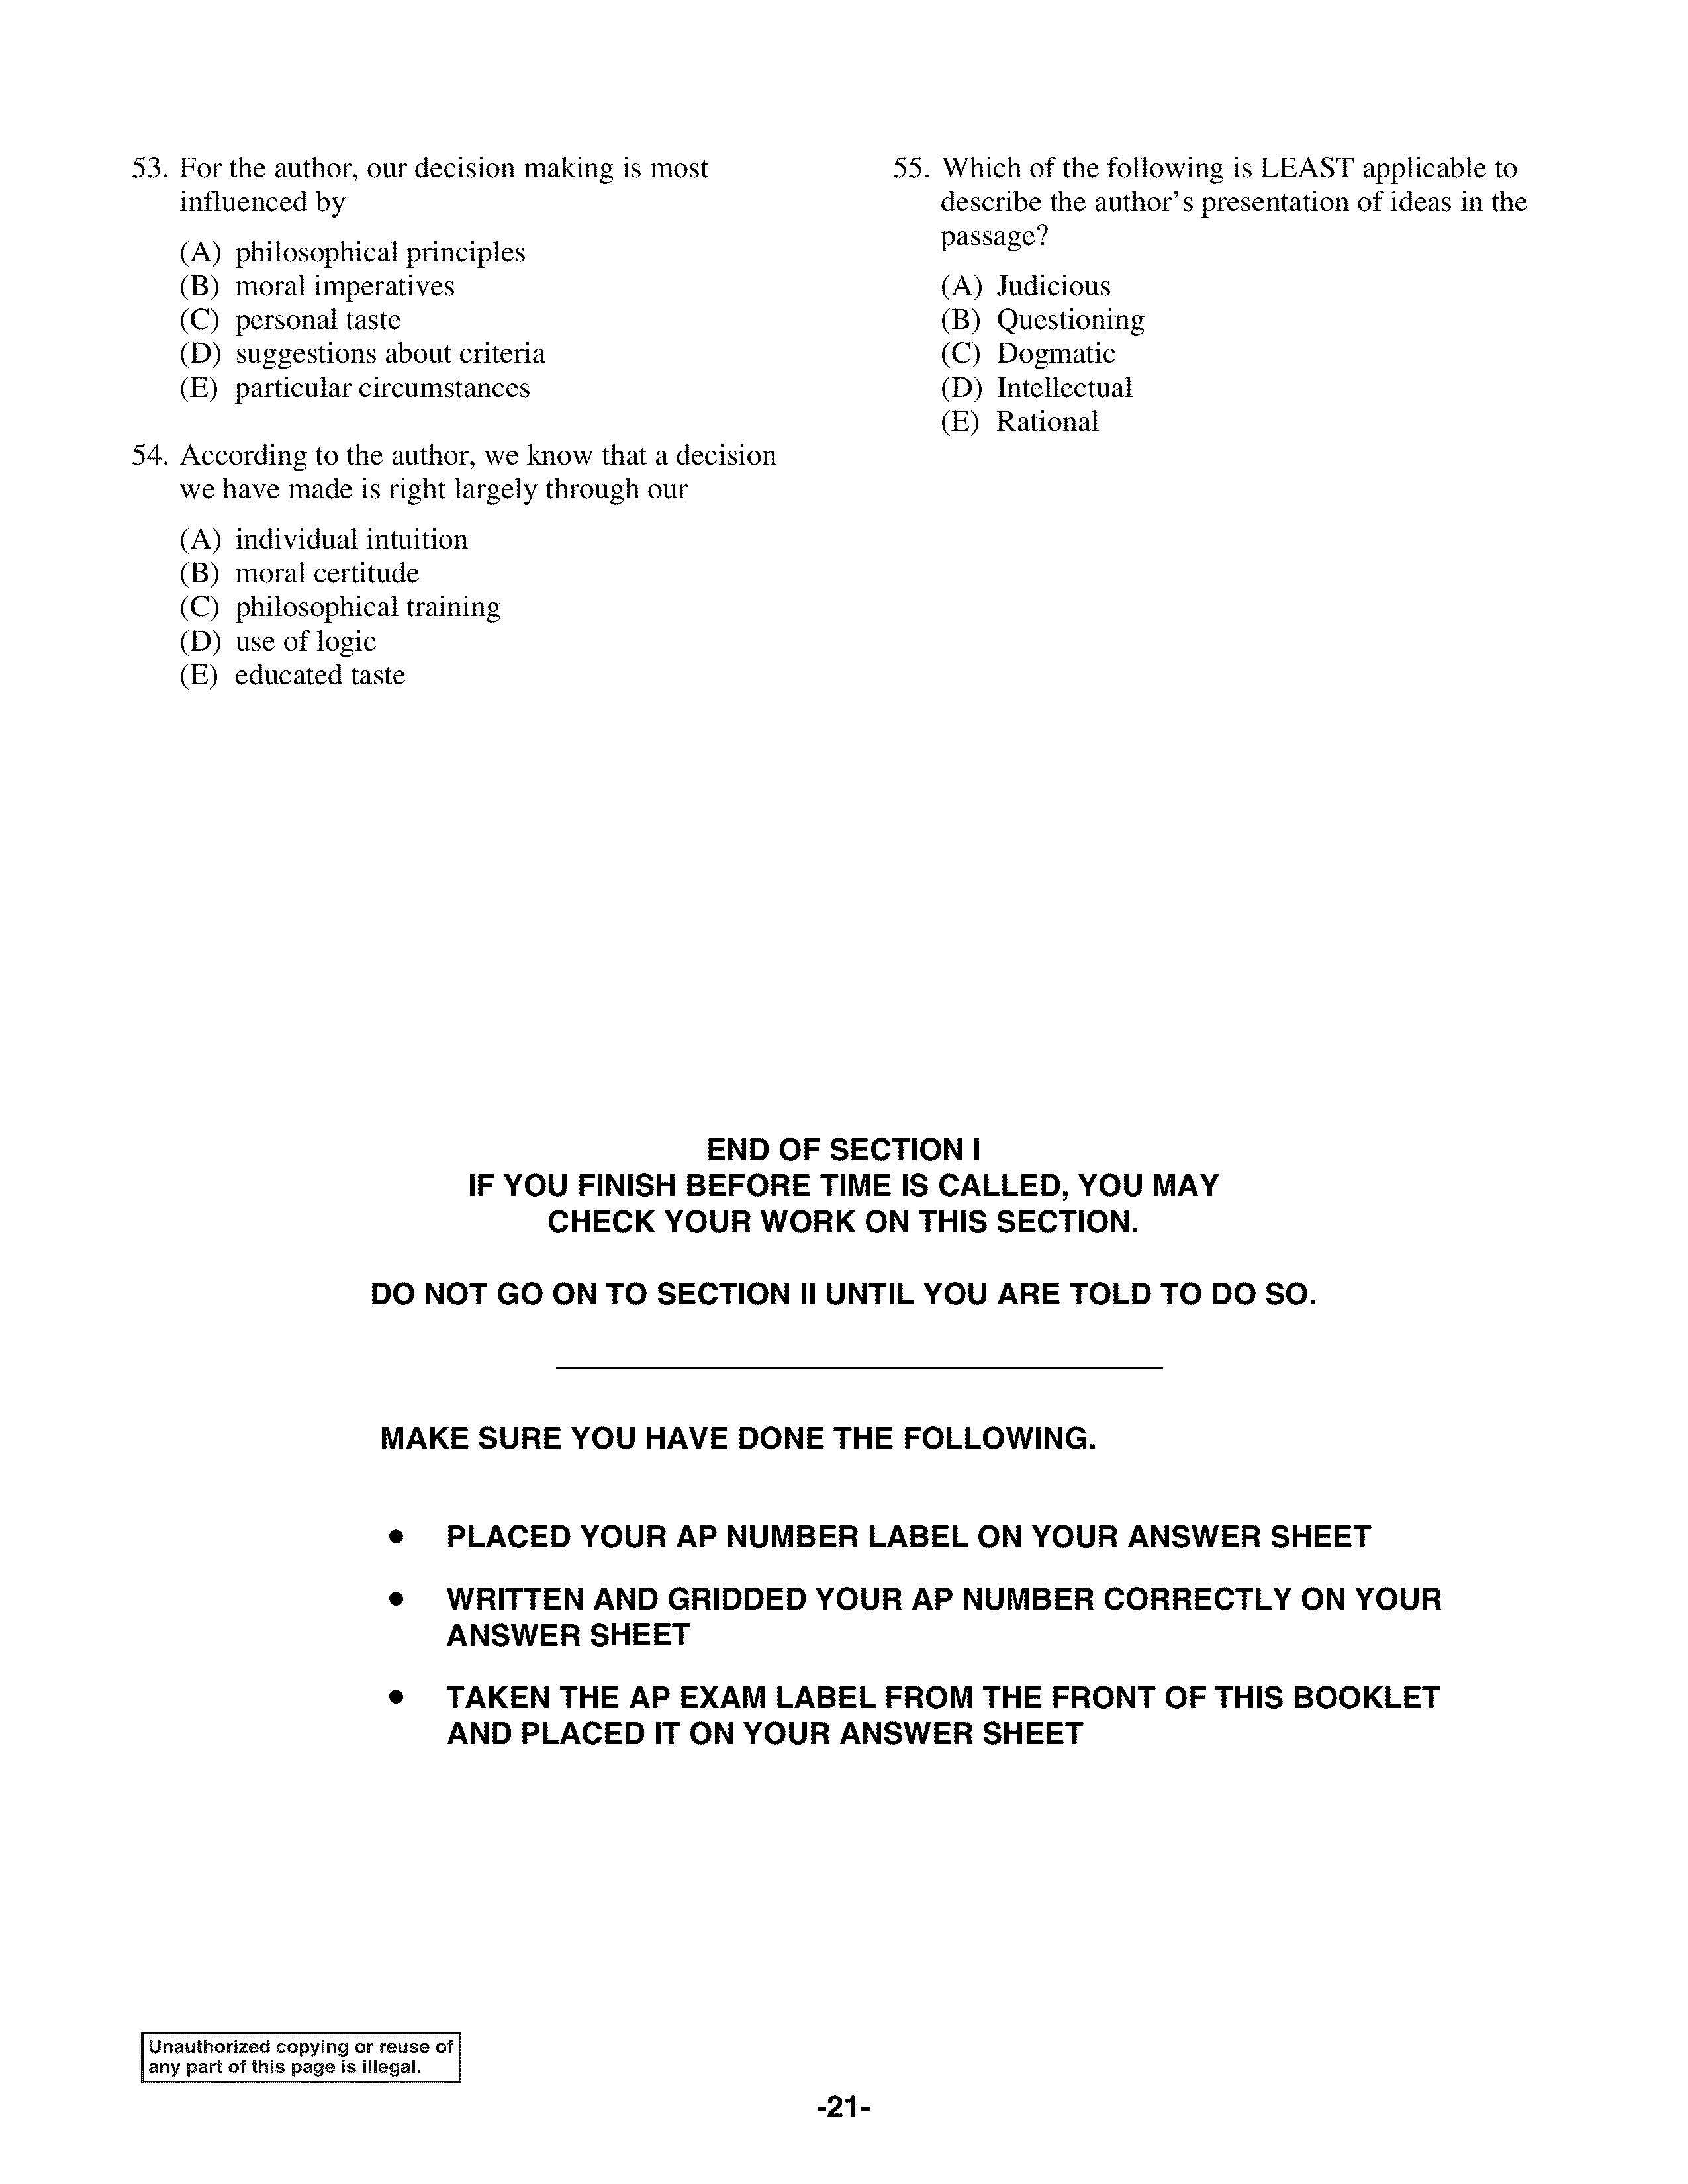 53. For the author, our decision making is most
influenced by
(A) philosophical principles
(B) moral imperatives
(C) personal taste
(D) suggestions about criteria
(E) particular circumstances
54. According to the author, we know that a decision
we have made is right largely through our
(A) individual intuition
(B) moral certitude
(C) philosophical training
(D) use of logic
(E) educated taste
55. Which of the following is LEAST applicable to
describe the author's presentation of ideas in the
passage?
(A) Judicious
(B) Questioning
(C) Dogmatic
(D) Intellectual
(E) Rational
END OF SECTION I
IF YOU FINISH BEFORE TIME IS CALLED, YOU MAY
CHECK YOUR WORK ON THIS SECTION.
DO NOT GO ON TO SECTION II UNTIL YOU ARE TOLD TO DO SO.
MAKE SURE YOU HAVE DONE THE FOLLOWING.
• PLACED YOUR AP NUMBER LABEL ON YOUR ANSWER SHEET
• WRITTEN AND GRIDDED YOUR AP NUMBER CORRECTLY ON YOUR
ANSWER SHEET
• TAKEN THE AP EXAM LABEL FROM THE FRONT OF THIS BOOKLET
AND PLACED IT ON YOUR ANSWER SHEET
Unauthorized copying or reuse of
any part of this page is illegal.
-21-